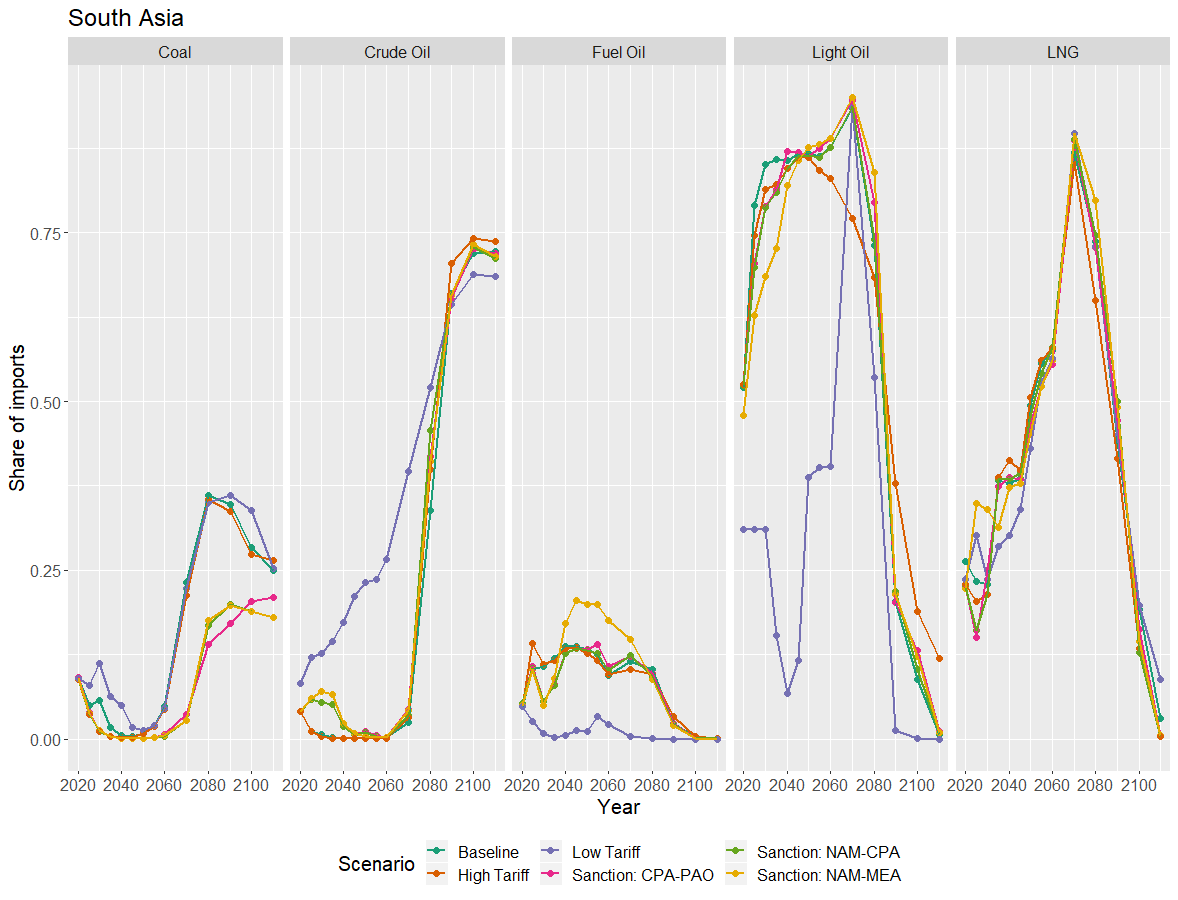 South Asia
Coal Crude Oil Fuel Oil Light Oil LNG
0.75
0.50
0.25
0.00
Share of imports
2020 2040 2060 2080 2100 2020 2040 2060 2080 2100 2020 2040 2060 2080 2100 2020 2040 2060 2080 2100 2020 2040 2060 2080 2100
Year
Scenario
Baseline Low Tariff Sanction: NAM-CPA
High Tariff Sanction: CPA-PAO Sanction: NAM-MEA